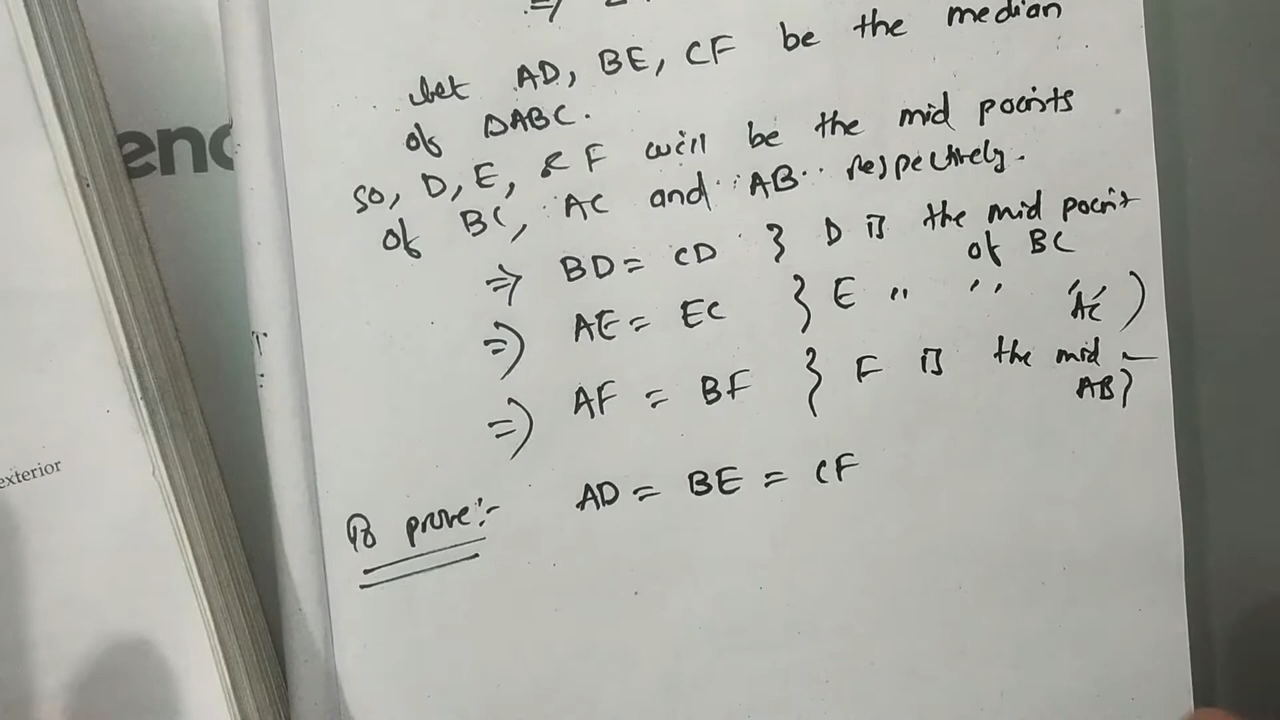 Let AD, BE, CF be the median
of ΔABC.
so, D, E, & F will be the mid points
of BC, AC and AB respectively.
⇒ BD = CD } D is the mid point
of BC
⇒ AE = EC } E " " AC )
⇒ AF = BF } F is the mid —
AB }
To prove:- AD = BE = CF
enc
exterior